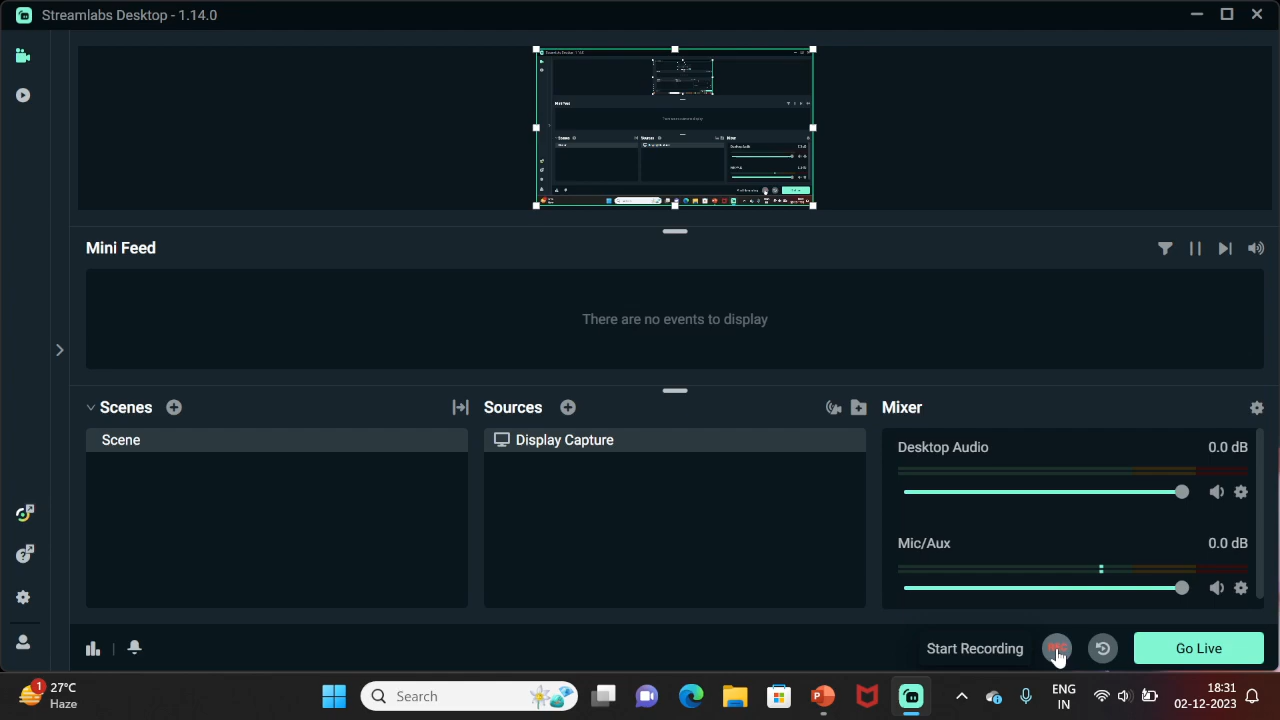 Streamlabs Desktop - 1.14.0
Mini Feed
There are no events to display
Scenes
Sources
Mixer
Scene
Display Capture
Desktop Audio 0.0 dB
Mic/Aux 0.0 dB
Start Recording
Go Live
1
27°C
Haze
Search
ENG
IN
18:31
02-12-2023